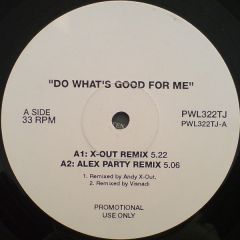 "DO WHAT'S GOOD FOR ME"
A SIDE
33 RPM
PWL322TJ
PWL322TJ-A
A1: X-OUT REMIX 5.22
A2: ALEX PARTY REMIX 5.06
1. Remixed by Andy X-Out.
2. Remixed by Visnadi
PROMOTIONAL
USE ONLY